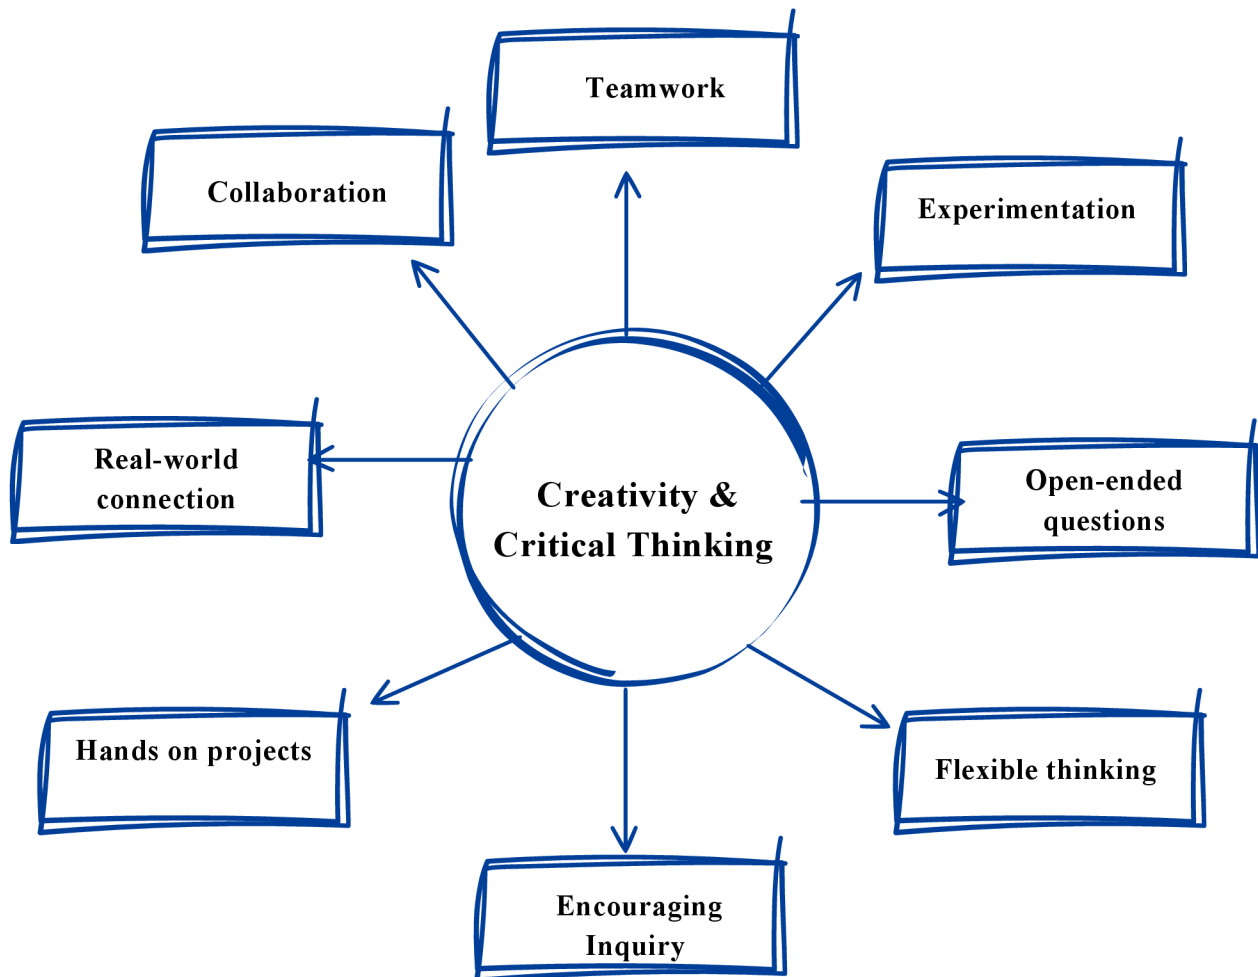 Teamwork
Collaboration
Experimentation
Real-world
connection
Creativity &
Critical Thinking
Open-ended
questions
Hands on projects
Flexible thinking
Encouraging
Inquiry